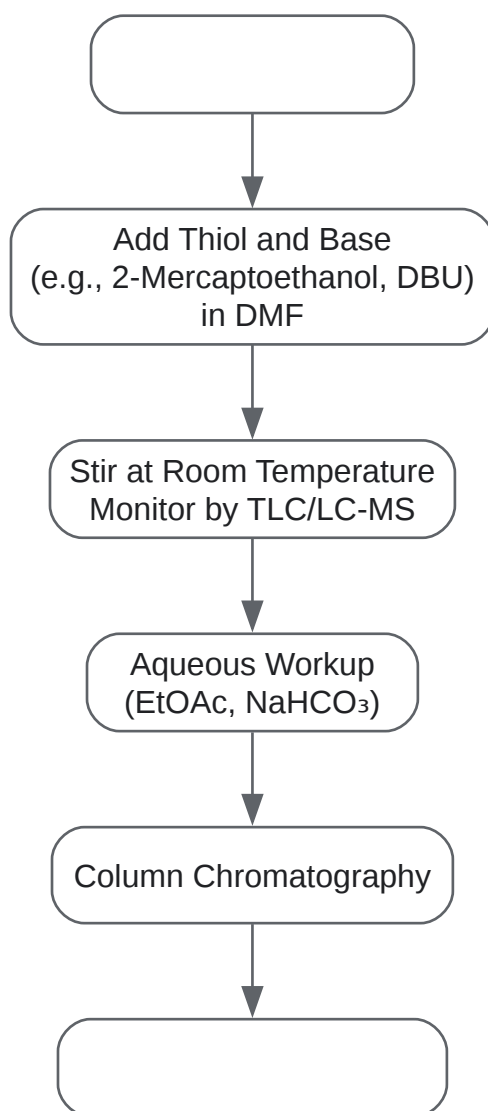 Add Thiol and Base
(e.g., 2-Mercaptoethanol, DBU)
in DMF
Stir at Room Temperature
Monitor by TLC/LC-MS
Aqueous Workup
(EtOAc, NaHCO₃)
Column Chromatography